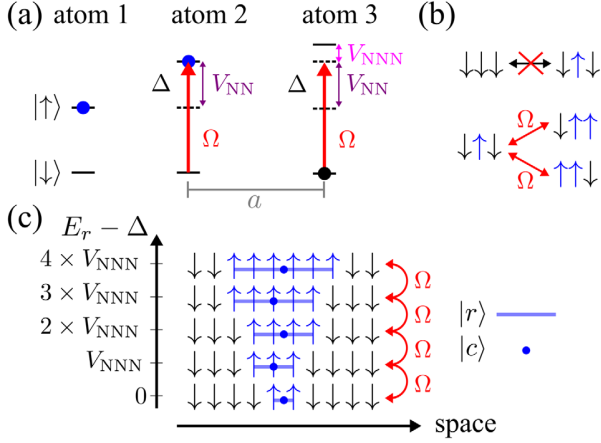 (a) atom 1 atom 2 atom 3 (b)
V_NNN
Δ V_NN Δ V_NN
↓↓↓ ↓↑↓
|↑⟩
Ω Ω
Ω ↓↑↑
↓↑↓
|↓⟩
Ω ↑↑↓
a
(c) E_r − Δ
4 × V_NNN ↓↓↑↑↑↑↑↑↓↓
Ω
3 × V_NNN ↓↓↑↑↑↑↑↓↓↓
Ω
|r⟩
2 × V_NNN ↓↓↓↑↑↑↑↓↓↓
Ω
|c⟩
V_NNN ↓↓↓↑↑↑↓↓↓↓
Ω
0 ↓↓↓↓↑↑↓↓↓↓
space